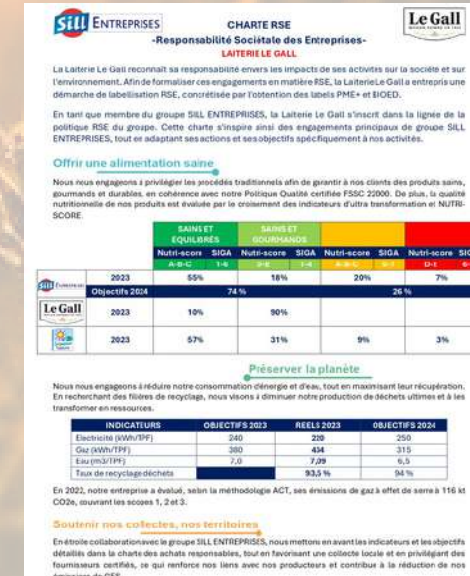 Sill ENTREPRISES
CHARTE RSE
-Responsabilité Sociétale des Entreprises-
LAITERIE LE GALL
Le Gall
La Laiterie Le Gall reconnaît sa responsabilité envers les impacts de ses activités sur la société et sur
l'environnement. Afin de formaliser ces engagements en matière RSE, la Laiterie Le Gall a entrepris une
démarche de labellisation RSE, concrétisée par l'obtention des labels PME+ et BIOED.
En tant que membre du groupe SILL ENTREPRISES, la Laiterie Le Gall s'inscrit dans la lignée de la
politique RSE du groupe. Cette charte s'inspire ainsi des engagements principaux de groupe SILL
ENTREPRISES, tout en adaptant ses actions et ses objectifs spécifiquement à nos activités.
Offrir une alimentation saine
Nous nous engageons à privilégier les procédés traditionnels afin de garantir à nos clients des produits sains,
gourmands et durables, en cohérence avec notre Politique Qualité certifiée FSSC 22000. De plus, la qualité
nutritionnelle de nos produits est évaluée par le croisement des indicateurs d'ultra transformation et NUTRI-
SCORE.
SAINS ET EQUILIBRÉS SAINS ET GOURMANDS
Nutri-score SIGA Nutri-score SIGA Nutri-score SIGA Nutri-score
A-B-C 1-6 D-E 1-4 A-B-C D-E
2023 55% 18% 20% 7%
Objectifs 2024 74 % 26 %
Le Gall 2023 10% 90%
2023 57% 31% 9% 3%
Préserver la planète
Nous nous engageons à réduire notre consommation d'énergie et d'eau, tout en maximisant leur récupération.
En recherchant des filières de recyclage, nous visons à diminuer notre production de déchets ultimes et à les
transformer en ressources.
INDICATEURS OBJECTIFS 2023 REELS 2023 OBJECTIFS 2024
Electricité (kWh/TPF) 240 220 250
Gaz (kWh/TPF) 380 434 315
Eau (m3/TPF) 7,0 7,09 6,5
Taux de recyclage déchets 93,5 % 94 %
En 2022, notre entreprise a évalué, selon la méthodologie ACT, ses émissions de gaz à effet de serre à 116 kt
CO2e, couvrant les scopes 1, 2 et 3.
Soutenir nos collectes, nos territoires
En étroite collaboration avec le groupe SILL ENTREPRISES, nous mettons en avant les indicateurs et les objectifs
détaillés dans la charte des achats responsables, tout en favorisant une collecte locale et en privilégiant des
fournisseurs certifiés, ce qui renforce nos liens avec nos producteurs et contribue à la réduction de nos
émissions de GES.